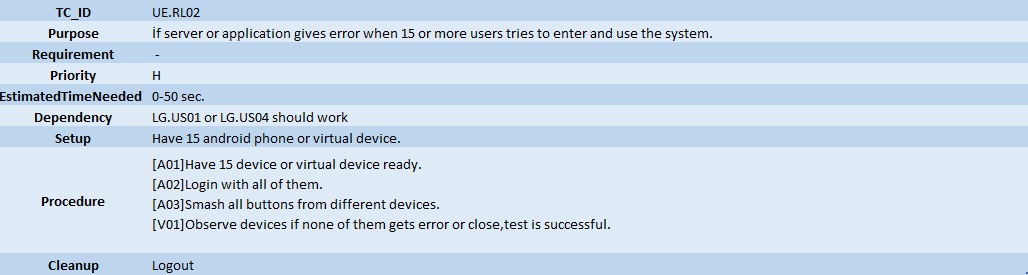 TC_ID UE.RL02
Purpose İf server or application gives error when 15 or more users tries to enter and use the system.
Requirement -
Priority H
EstimatedTimeNeeded 0-50 sec.
Dependency LG.US01 or LG.US04 should work
Setup Have 15 android phone or virtual device.
[A01]Have 15 device or virtual device ready.
[A02]Login with all of them.
Procedure [A03]Smash all buttons from different devices.
[V01]Observe devices if none of them gets error or close,test is successful.
Cleanup Logout